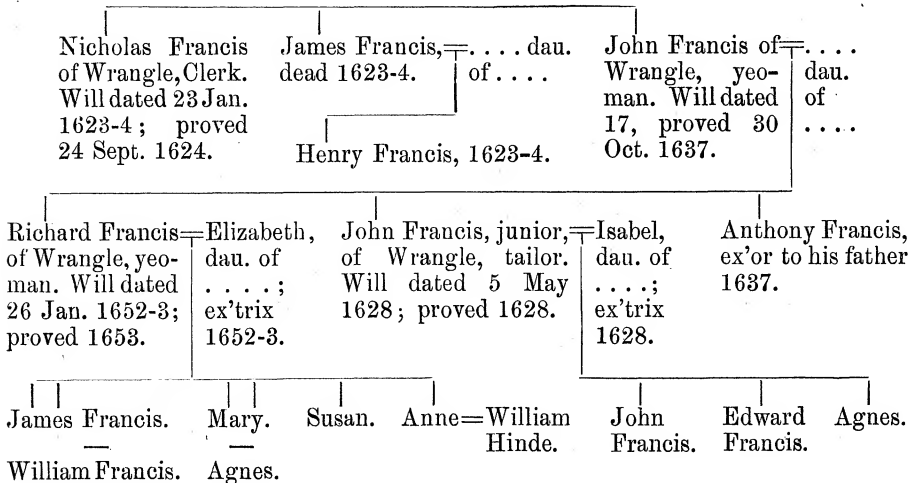 Nicholas Francis
of Wrangle, Clerk.
Will dated 23 Jan.
1623-4 ; proved
24 Sept. 1624.
James Francis,=. . . . dau.
dead 1623-4. of . . . .
Henry Francis, 1623-4.
John Francis of=. . . .
Wrangle, yeo- dau.
man. Will dated of
17, proved 30 . . . .
Oct. 1637.
Richard Francis=Elizabeth,
of Wrangle, yeo- dau. of
man. Will dated . . . . ;
26 Jan. 1652-3; ex'trix
proved 1653. 1652-3.
John Francis, junior,=Isabel,
of Wrangle, tailor. dau. of
Will dated 5 May . . . .;
1628 ; proved 1628. ex'trix
1628.
Anthony Francis,
ex'or to his father
1637.
James Francis.
—
William Francis.
Mary.
—
Agnes.
Susan.
Anne=William
Hinde.
John
Francis.
Edward
Francis.
Agnes.